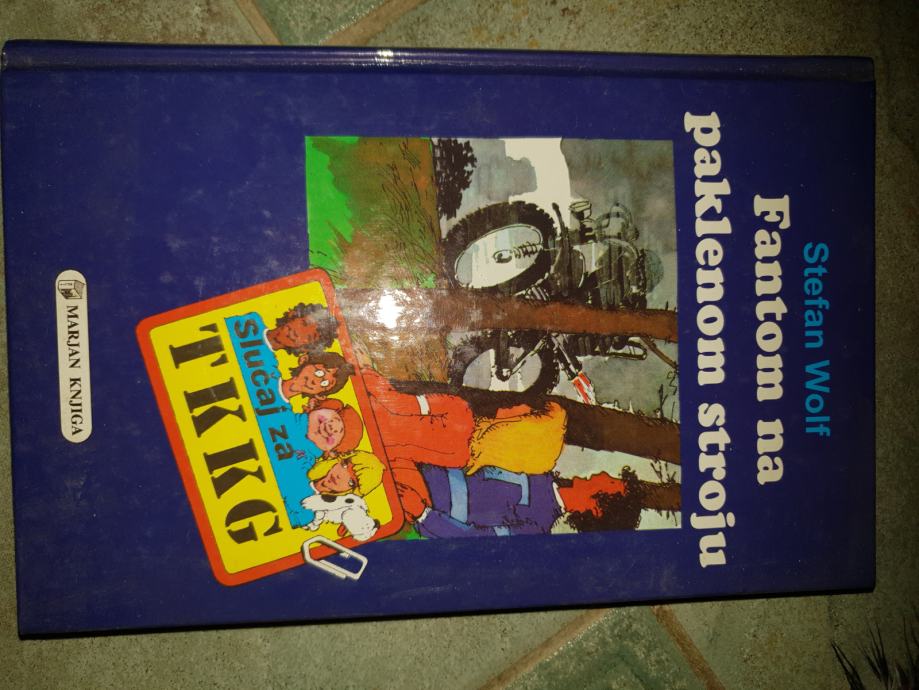 Stefan Wolf
Fantom na
paklenom stroju
Slučaj za
TKKG
MARJAN KNJIGA